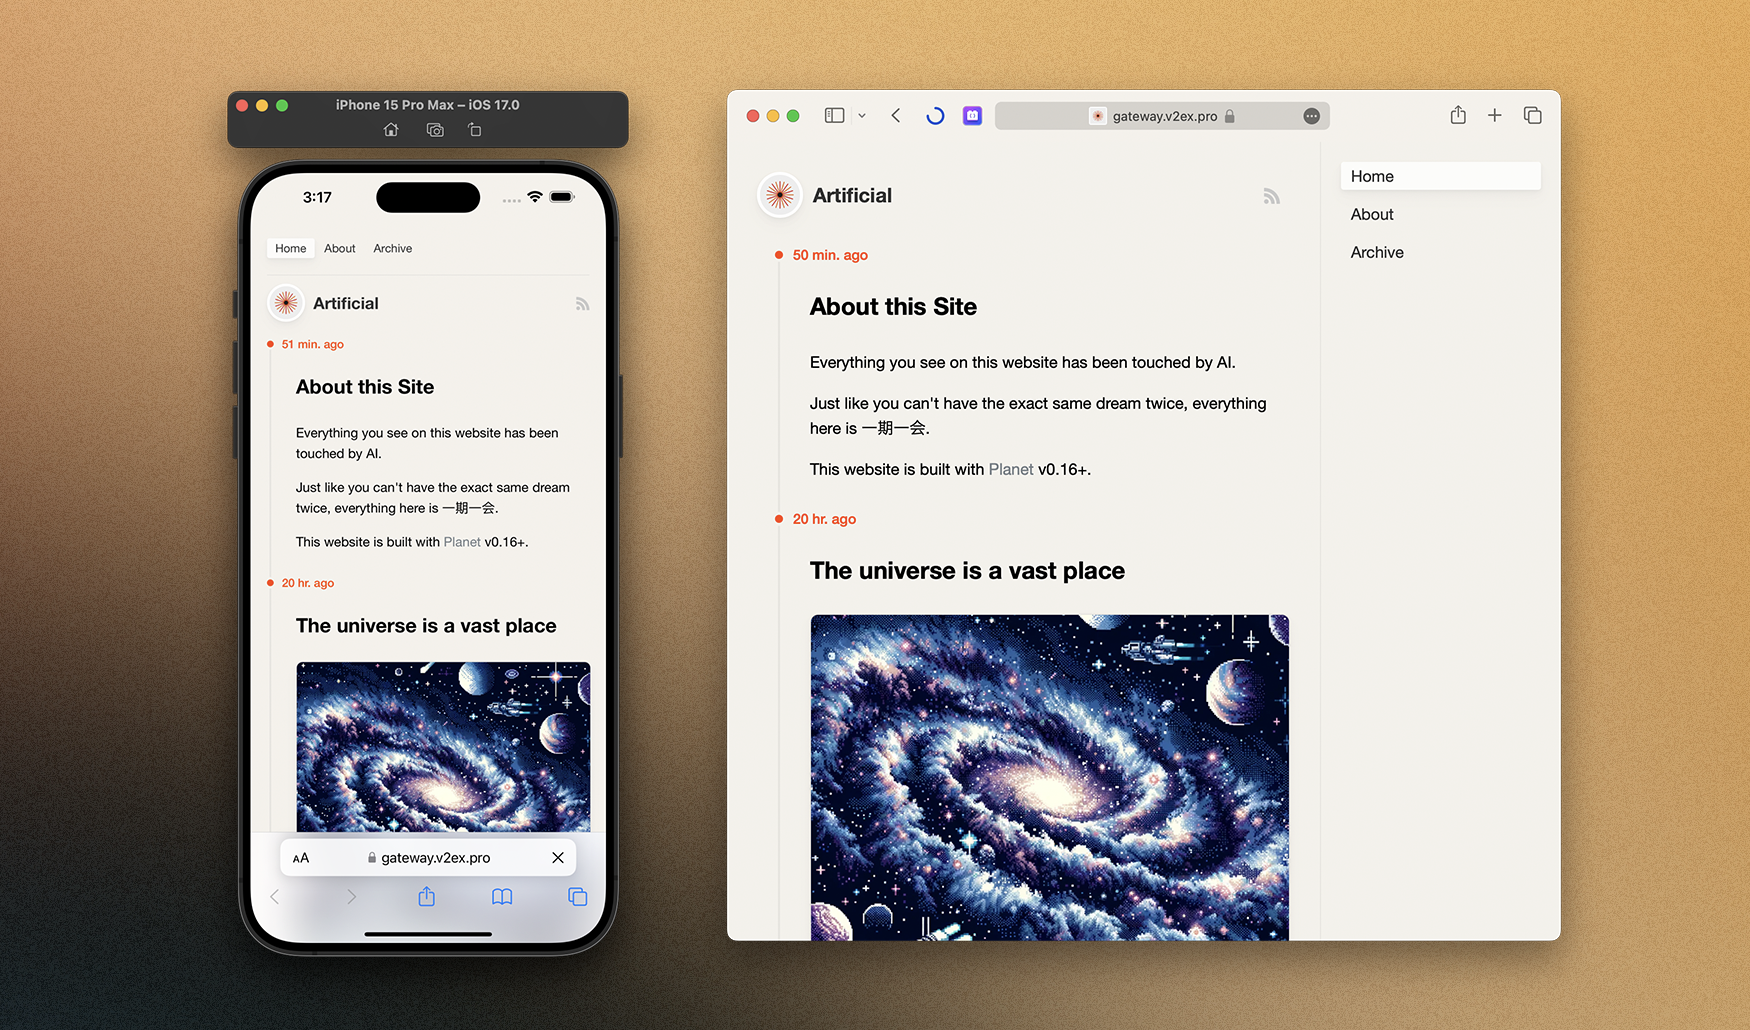 iPhone 15 Pro Max – iOS 17.0
3:17
Home About Archive
Artificial
51 min. ago
About this Site
Everything you see on this website has been
touched by AI.
Just like you can't have the exact same dream
twice, everything here is 一期一会.
This website is built with Planet v0.16+.
20 hr. ago
The universe is a vast place
AA
gateway.v2ex.pro
gateway.v2ex.pro
Artificial
50 min. ago
About this Site
Everything you see on this website has been touched by AI.
Just like you can't have the exact same dream twice, everything
here is 一期一会.
This website is built with Planet v0.16+.
20 hr. ago
The universe is a vast place
Home
About
Archive